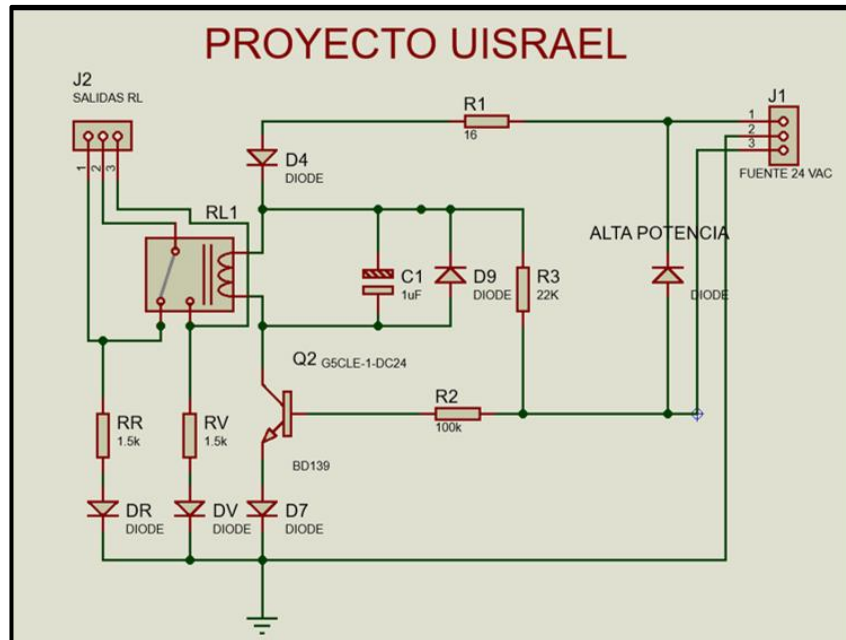 PROYECTO UISRAEL
J2
SALIDAS RL
1
2
3
R1
16
J1
1
2
3
FUENTE 24 VAC
D4
DIODE
RL1
ALTA POTENCIA
DIODE
C1
1uF
D9
DIODE
R3
22K
Q2
G5CLE-1-DC24
BD139
R2
100k
RR
1.5k
RV
1.5k
DR
DIODE
DV
DIODE
D7
DIODE